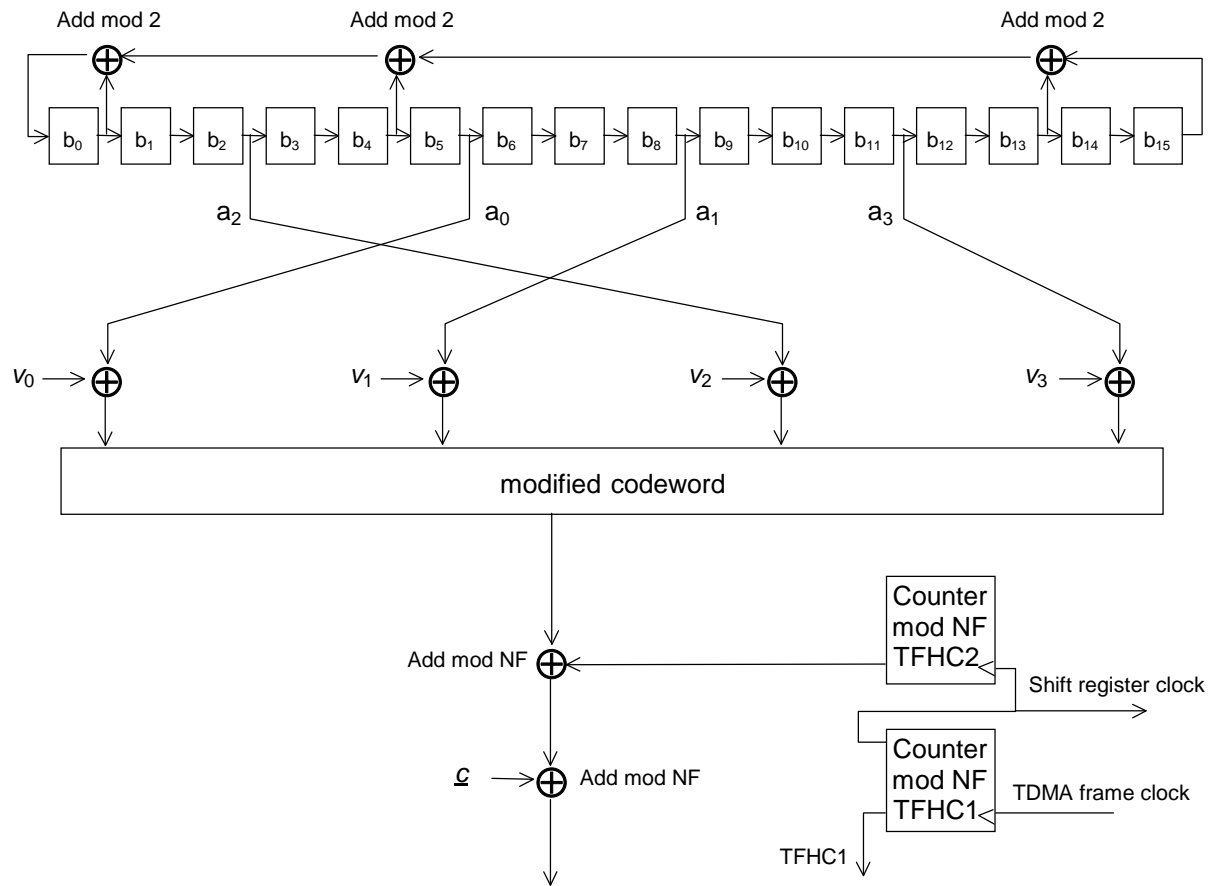 Add mod 2 Add mod 2 Add mod 2
b₀ b₁ b₂ b₃ b₄ b₅ b₆ b₇ b₈ b₉ b₁₀ b₁₁ b₁₂ b₁₃ b₁₄ b₁₅
a₂ a₀ a₁ a₃
v₀ v₁ v₂ v₃
modified codeword
Counter
mod NF
TFHC2
Add mod NF
Shift register clock
Counter
mod NF
TFHC1
c Add mod NF
TDMA frame clock
TFHC1